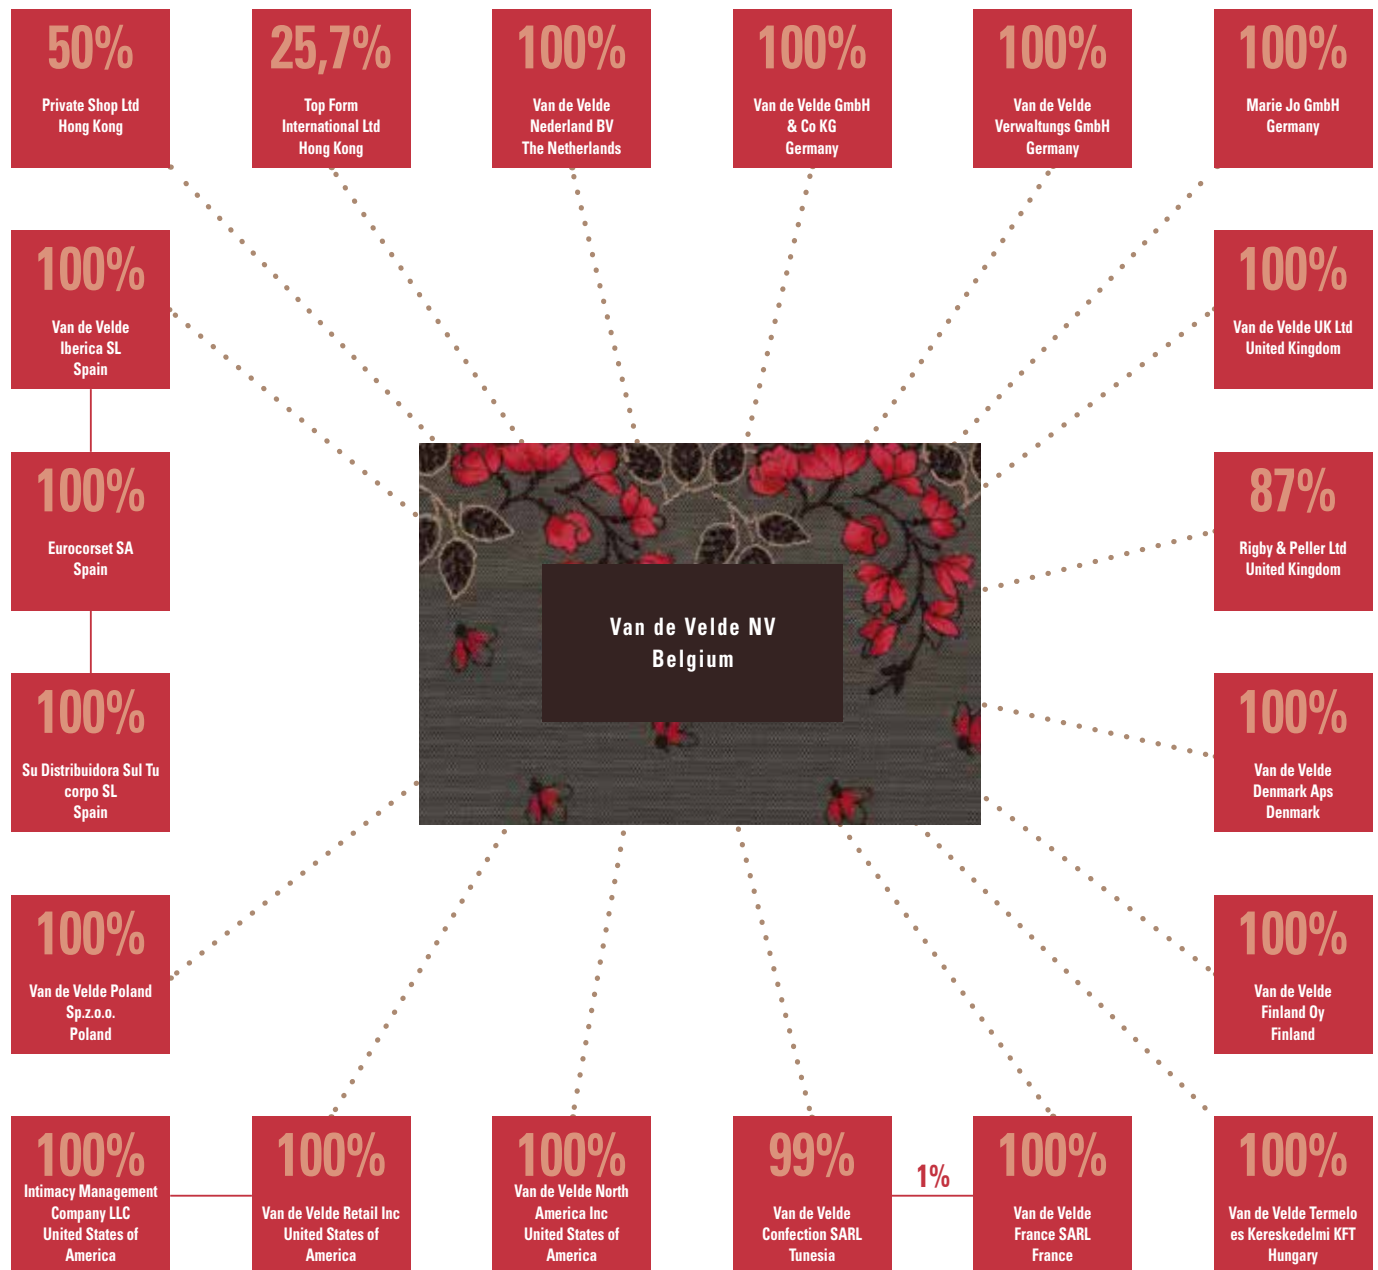 50%
Private Shop Ltd
Hong Kong
25,7%
Top Form
International Ltd
Hong Kong
100%
Van de Velde
Nederland BV
The Netherlands
100%
Van de Velde GmbH
& Co KG
Germany
100%
Van de Velde
Verwaltungs GmbH
Germany
100%
Marie Jo GmbH
Germany
100%
Van de Velde
Iberica SL
Spain
100%
Van de Velde UK Ltd
United Kingdom
100%
Eurocorset SA
Spain
87%
Rigby & Peller Ltd
United Kingdom
Van de Velde NV
Belgium
100%
Su Distribuidora Sul Tu
corpo SL
Spain
100%
Van de Velde
Denmark Aps
Denmark
100%
Van de Velde Poland
Sp.z.o.o.
Poland
100%
Van de Velde
Finland Oy
Finland
100%
Intimacy Management
Company LLC
United States of
America
100%
Van de Velde Retail Inc
United States of
America
100%
Van de Velde North
America Inc
United States of
America
99%
Van de Velde
Confection SARL
Tunesia
1%
100%
Van de Velde
France SARL
France
100%
Van de Velde Termelo
es Kereskedelmi KFT
Hungary